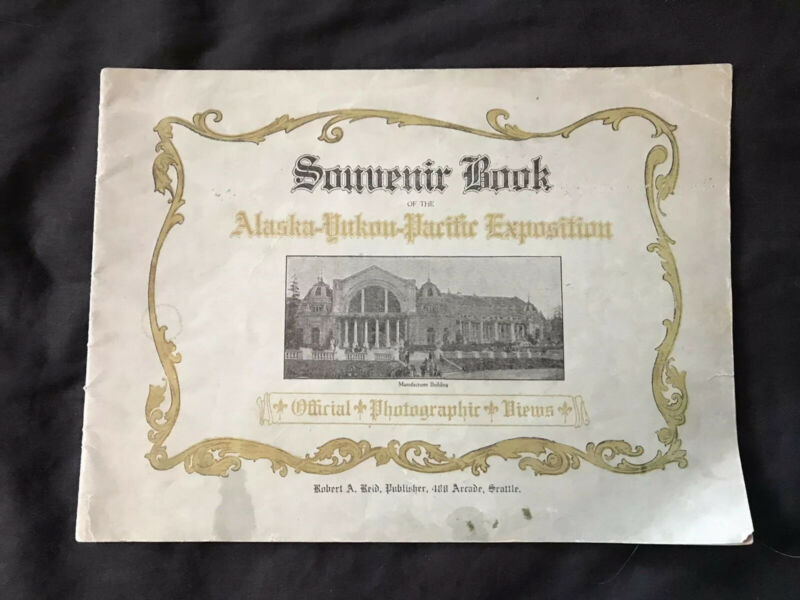 Souvenir Book
OF THE
Alaska-Yukon-Pacific Exposition
Manufactures Building
Official Photographic Views
Robert A. Reid, Publisher, 408 Arcade, Seattle.